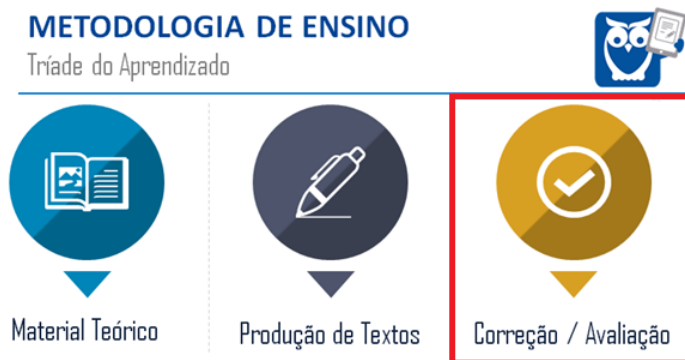 METODOLOGIA DE ENSINO
Tríade do Aprendizado
Material Teórico
Produção de Textos
Correção / Avaliação